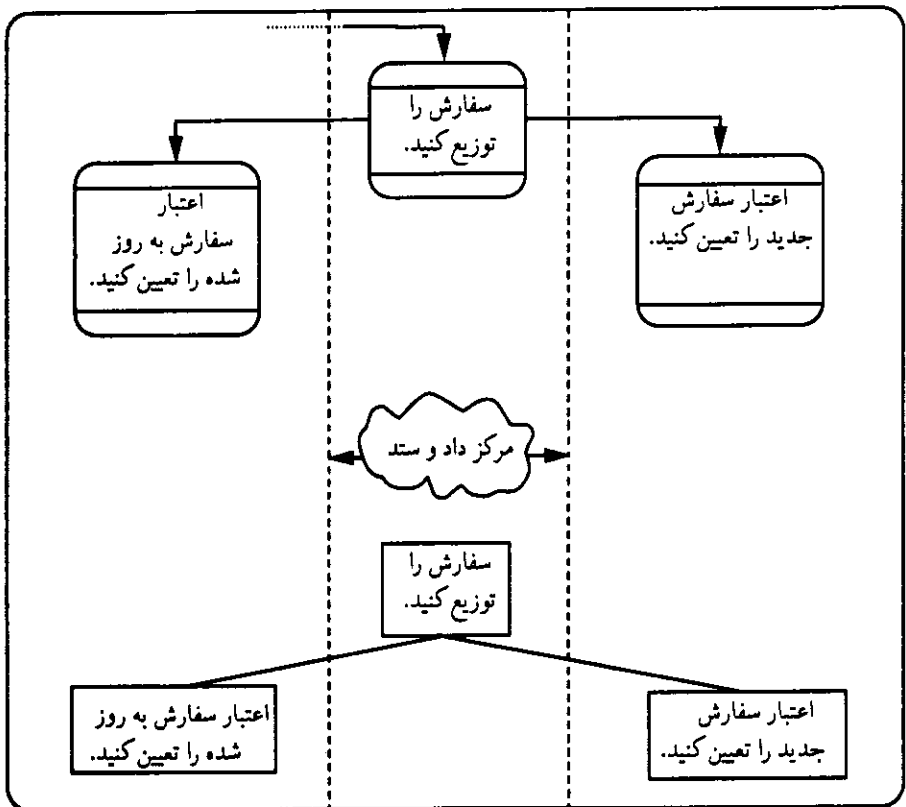 سفارش را
توزیع کنید.
اعتبار سفارش
جدید را تعیین کنید.
اعتبار
سفارش به روز
شده را تعیین کنید.
مرکز داد و ستد
سفارش را
توزیع کنید.
اعتبار سفارش
جدید را تعیین کنید.
اعتبار سفارش به روز
شده را تعیین کنید.